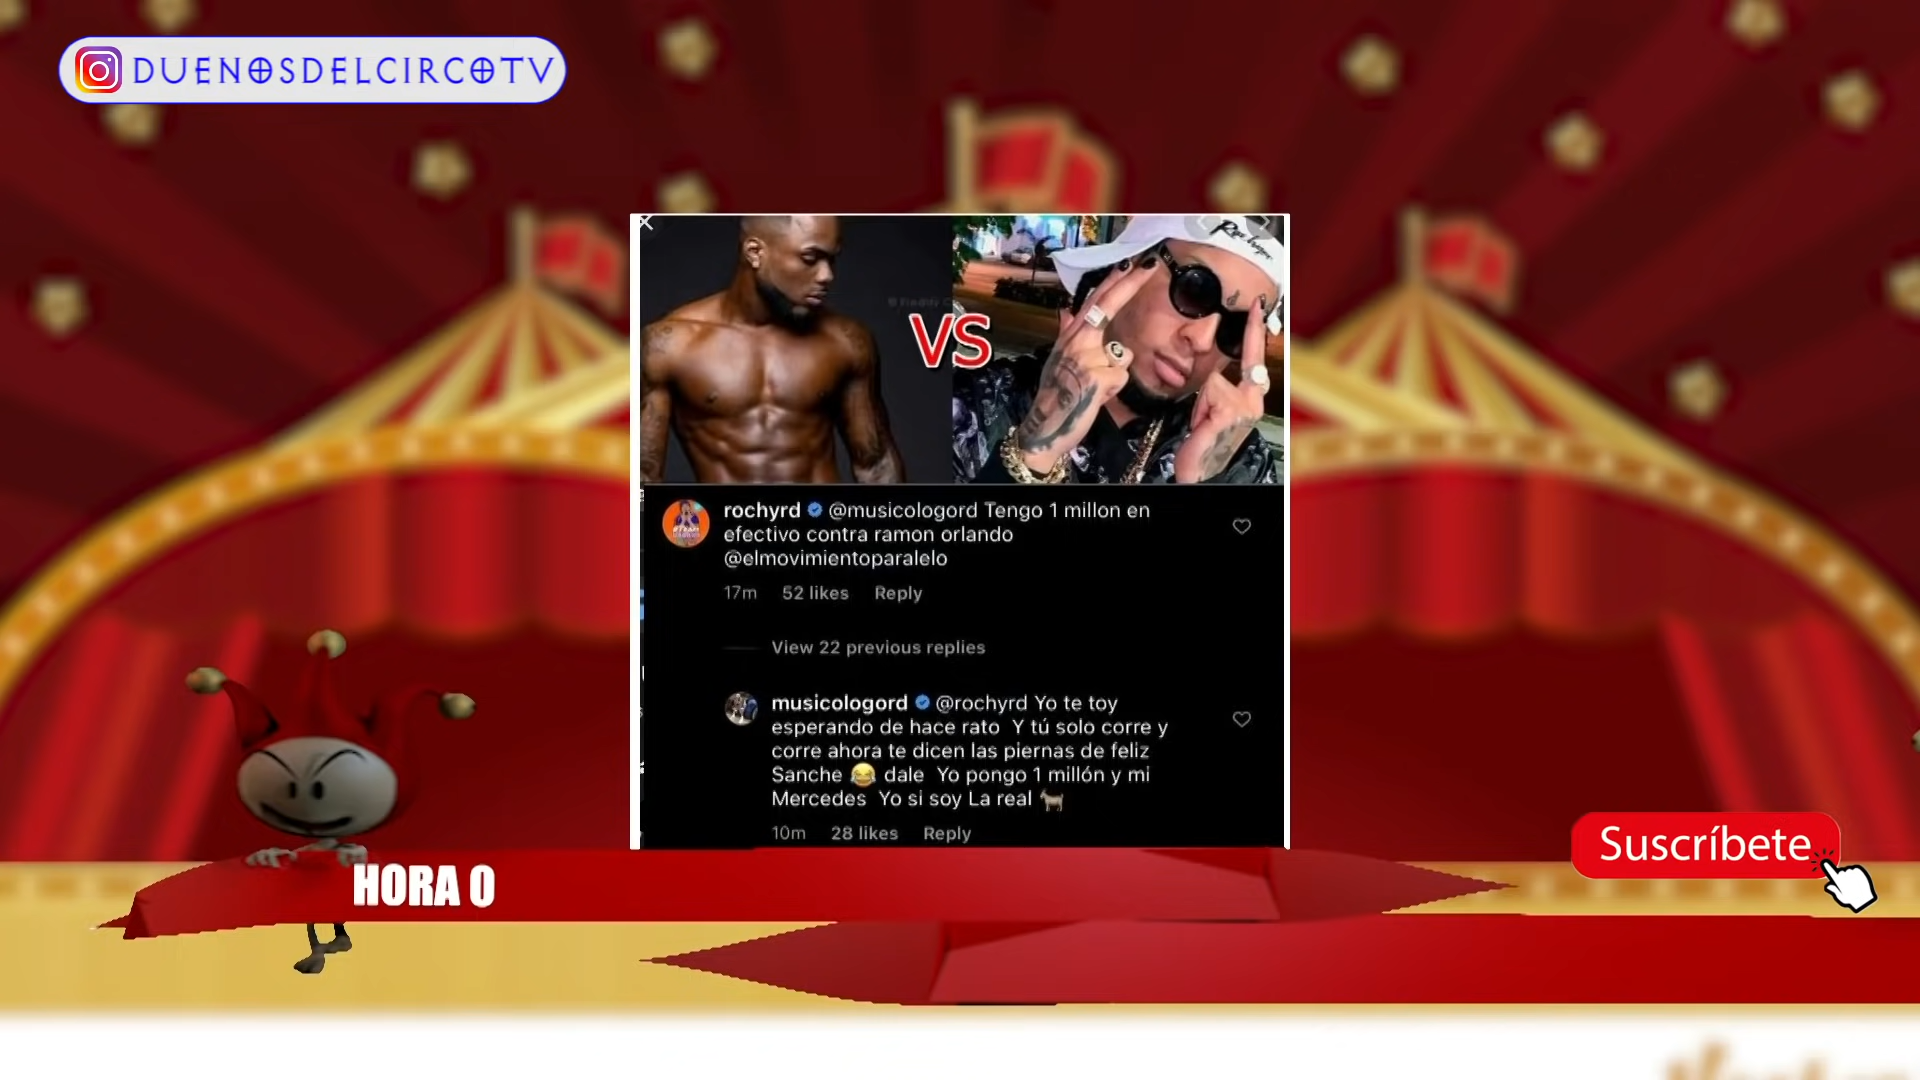 DUENOSDELCIRCOTV
VS
rochyrd @musicologord Tengo 1 millon en
efectivo contra ramon orlando
@elmovimientoparalelo
17m 52 likes Reply
View 22 previous replies
musicologord @rochyrd Yo te toy
esperando de hace rato Y tú solo corre y
corre ahora te dicen las piernas de feliz
Sanche 😂 dale Yo pongo 1 millón y mi
Mercedes Yo si soy La real 🐐
10m 28 likes Reply
HORA 0
Suscríbete